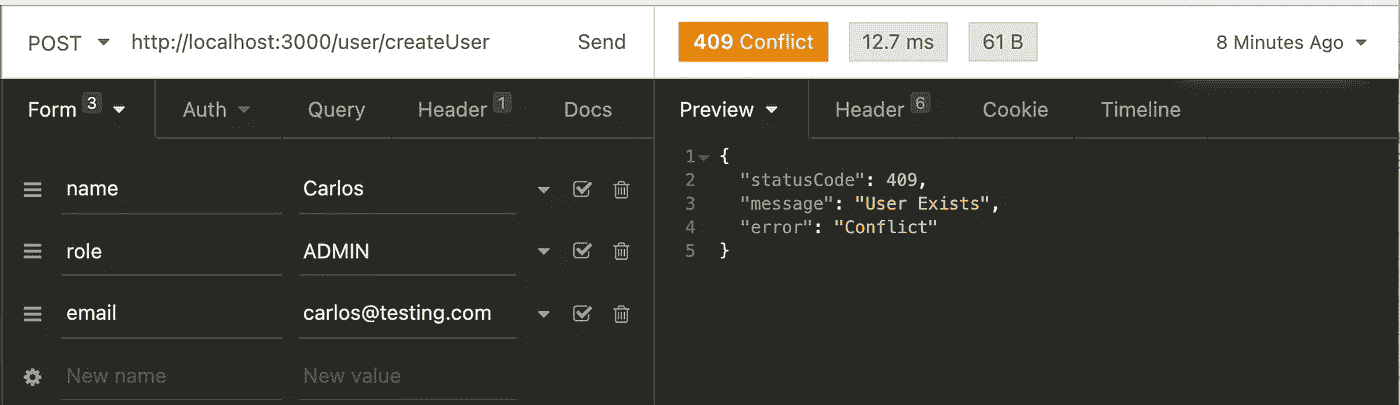 POST http://localhost:3000/user/createUser Send 409 Conflict 12.7 ms 61 B 8 Minutes Ago
Form 3 Auth Query Header 1 Docs Preview Header 6 Cookie Timeline
name Carlos
role ADMIN
email carlos@testing.com
New name New value
1 {
2 "statusCode": 409,
3 "message": "User Exists",
4 "error": "Conflict"
5 }